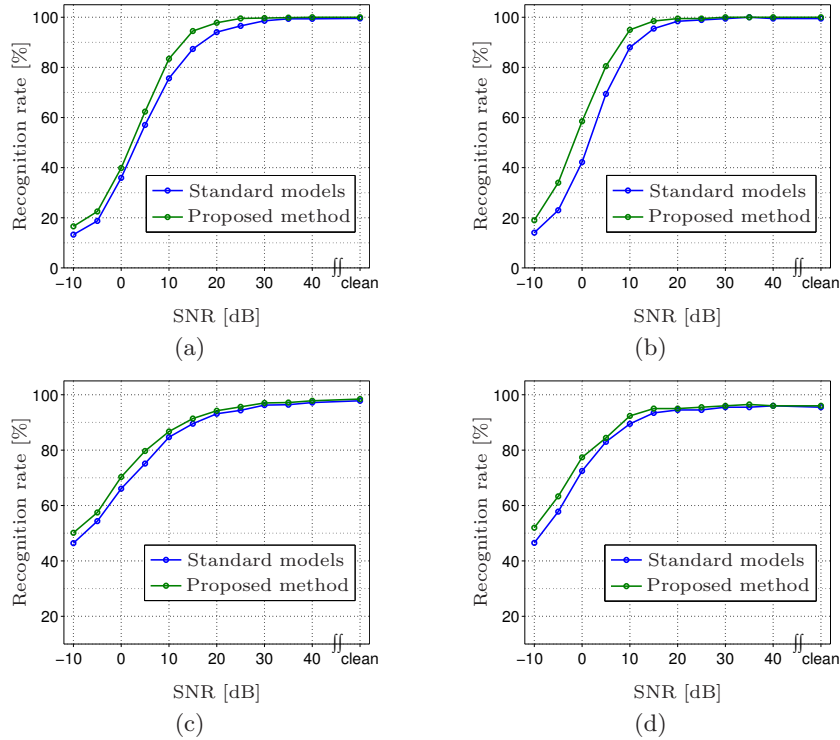 100
80
60
40
20
0
Recognition rate [%]
Standard models
Proposed method
−10 0 10 20 30 40 ∬ clean
SNR [dB]
(a)
100
80
60
40
20
0
Recognition rate [%]
Standard models
Proposed method
−10 0 10 20 30 40 ∬ clean
SNR [dB]
(b)
100
80
60
40
20
Recognition rate [%]
Standard models
Proposed method
−10 0 10 20 30 40 ∬ clean
SNR [dB]
(c)
100
80
60
40
20
Recognition rate [%]
Standard models
Proposed method
−10 0 10 20 30 40 ∬ clean
SNR [dB]
(d)